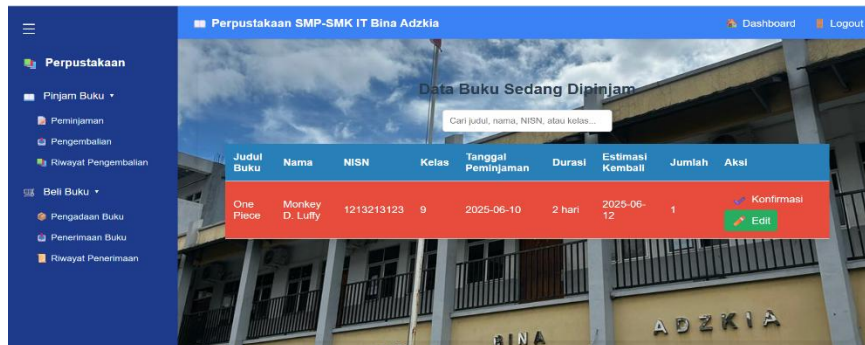 Perpustakaan SMP-SMK IT Bina Adzkia
Dashboard
Logout
Perpustakaan
Pinjam Buku
Peminjaman
Pengembalian
Riwayat Pengembalian
Beli Buku
Pengadaan Buku
Penerimaan Buku
Riwayat Penerimaan
Data Buku Sedang Dipinjam
Cari judul, nama, NISN, atau kelas...
Judul Buku Nama NISN Kelas Tanggal Peminjaman Durasi Estimasi Kembali Jumlah Aksi
One Piece Monkey D. Luffy 1213213123 9 2025-06-10 2 hari 2025-06-12 1 Konfirmasi
Edit
BINA ADZKIA